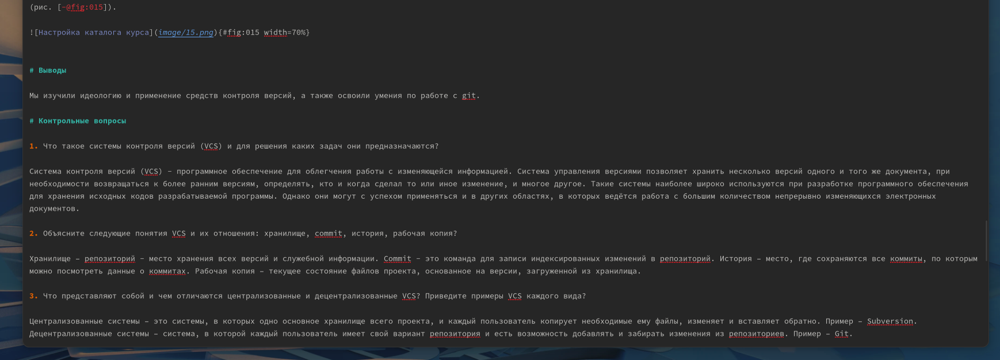 (рис. [-@fig:015]).
![Настройка каталога курса](image/15.png){#fig:015 width=70%}
# Выводы
Мы изучили идеологию и применение средств контроля версий, а также освоили умения по работе с git.
# Контрольные вопросы
1. Что такое системы контроля версий (VCS) и для решения каких задач они предназначаются?
Система контроля версий (VCS) - программное обеспечение для облегчения работы с изменяющейся информацией. Система управления версиями позволяет хранить несколько версий одного и того же документа, при
необходимости возвращаться к более ранним версиям, определять, кто и когда сделал то или иное изменение, и многое другое. Такие системы наиболее широко используются при разработке программного обеспечения
для хранения исходных кодов разрабатываемой программы. Однако они могут с успехом применяться и в других областях, в которых ведётся работа с большим количеством непрерывно изменяющихся электронных
документов.
2. Объясните следующие понятия VCS и их отношения: хранилище, commit, история, рабочая копия?
Хранилище – репозиторий - место хранения всех версий и служебной информации. Commit - это команда для записи индексированных изменений в репозиторий. История – место, где сохраняются все коммиты, по которым
можно посмотреть данные о коммитах. Рабочая копия – текущее состояние файлов проекта, основанное на версии, загруженной из хранилища.
3. Что представляют собой и чем отличаются централизованные и децентрализованные VCS? Приведите примеры VCS каждого вида?
Централизованные системы – это системы, в которых одно основное хранилище всего проекта, и каждый пользователь копирует необходимые ему файлы, изменяет и вставляет обратно. Пример – Subversion.
Децентрализованные системы – система, в которой каждый пользователь имеет свой вариант репозитория и есть возможность добавлять и забирать изменения из репозиториев. Пример – Git.